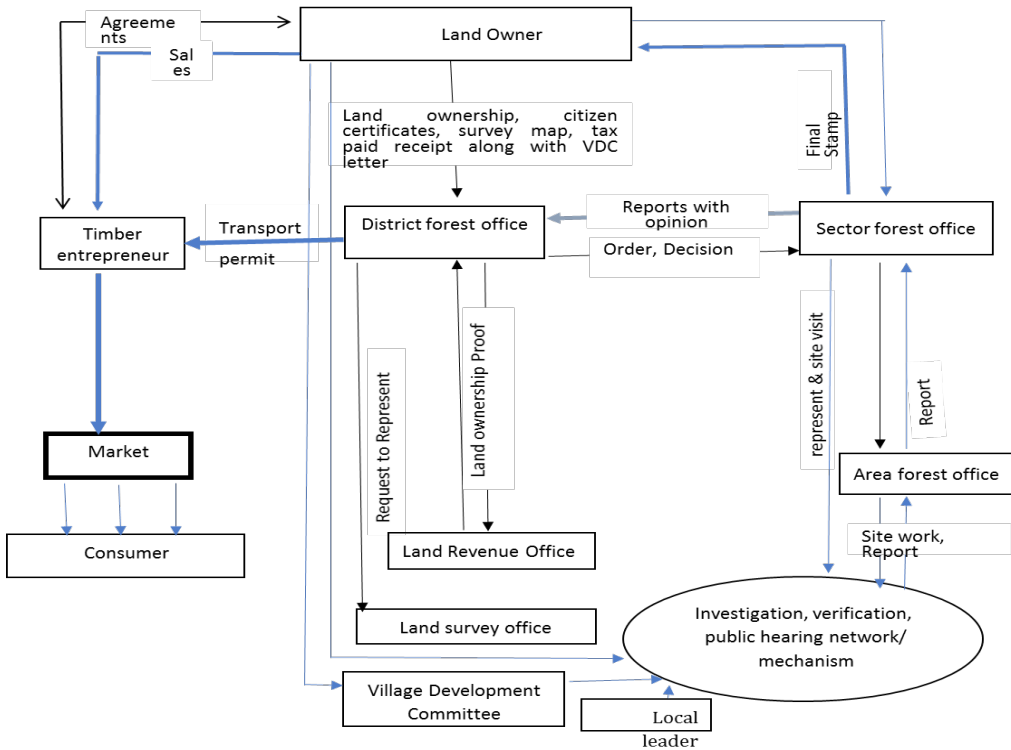 Agreeme
nts
Land Owner
Sal
es
Land ownership, citizen
certificates, survey map, tax
paid receipt along with VDC
letter
Final
Stamp
Timber
entrepreneur
Transport
permit
District forest office
Reports with
opinion
Order, Decision
Sector forest office
Request to Represent
Land ownership Proof
represent & site visit
Report
Market
Area forest office
Consumer
Land Revenue Office
Site work,
Report
Land survey office
Investigation, verification,
public hearing network/
mechanism
Village Development
Committee
Local
leader